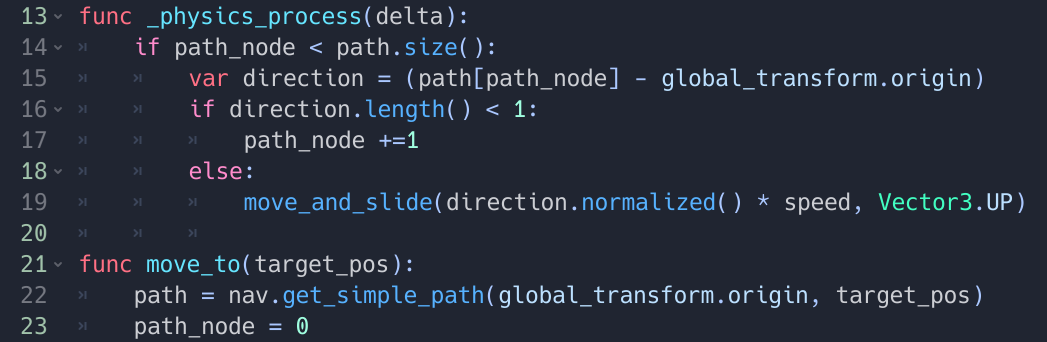 13 func _physics_process(delta):
14 if path_node < path.size():
15 var direction = (path[path_node] - global_transform.origin)
16 if direction.length() < 1:
17 path_node +=1
18 else:
19 move_and_slide(direction.normalized() * speed, Vector3.UP)
20
21 func move_to(target_pos):
22 path = nav.get_simple_path(global_transform.origin, target_pos)
23 path_node = 0